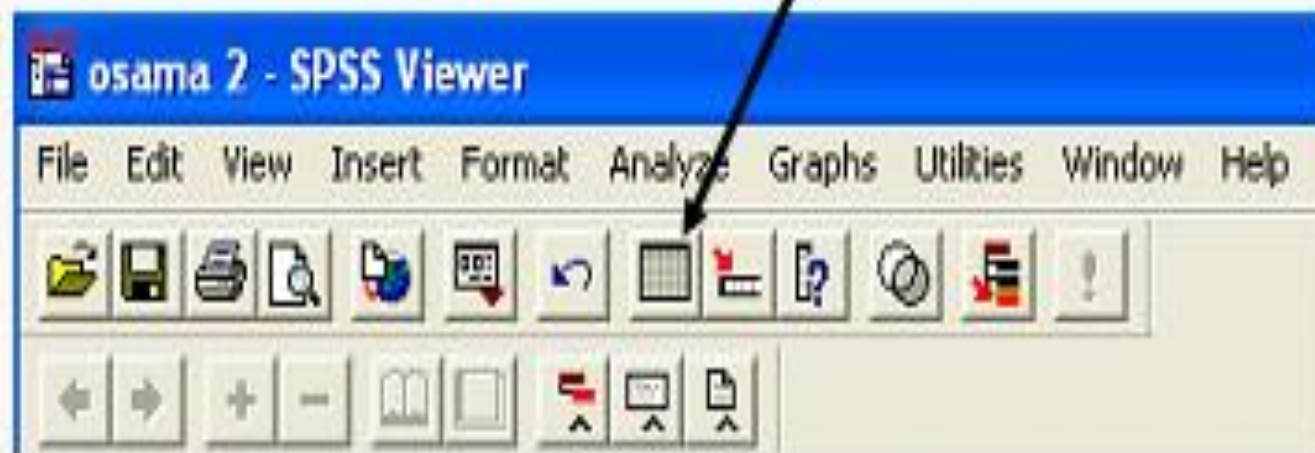 osama 2 - SPSS Viewer
File Edit View Insert Format Analyze Graphs Utilities Window Help